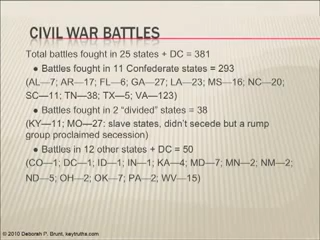 CIVIL WAR BATTLES
Total battles fought in 25 states + DC = 381
● Battles fought in 11 Confederate states = 293
(AL—7; AR—17; FL—6; GA—27; LA—23; MS—16; NC—20;
SC—11; TN—38; TX—5; VA—123)
● Battles fought in 2 “divided” states = 38
(KY—11; MO—27: slave states, didn't secede but a rump
group proclaimed secession)
● Battles in 12 other states + DC = 50
(CO—1; DC—1; ID—1; IN—1; KA—4; MD—7; MN—2; NM—2;
ND—5; OH—2; OK—7; PA—2; WV—15)
© 2010 Deborah P. Brunt, keytruths.com